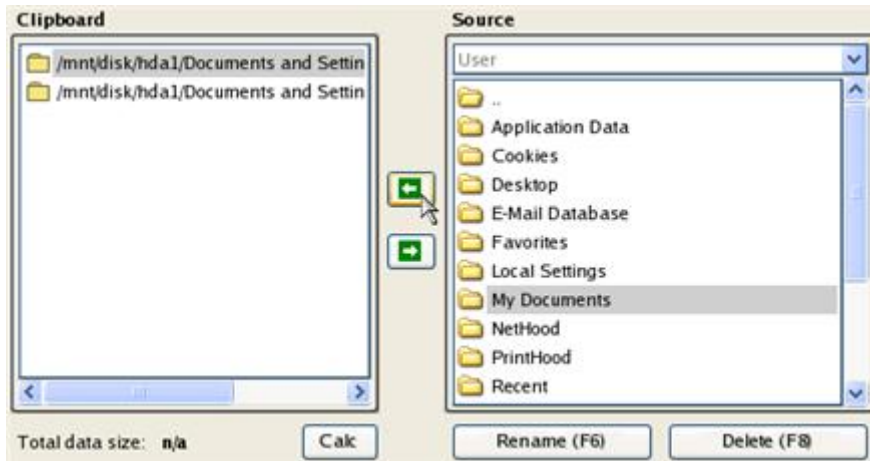 Clipboard
/mnt/disk/hda1/Documents and Settin
/mnt/disk/hda1/Documents and Settin
Total data size: n/a
Calc
Source
User
..
Application Data
Cookies
Desktop
E-Mail Database
Favorites
Local Settings
My Documents
NetHood
PrintHood
Recent
Rename (F6)
Delete (F8)